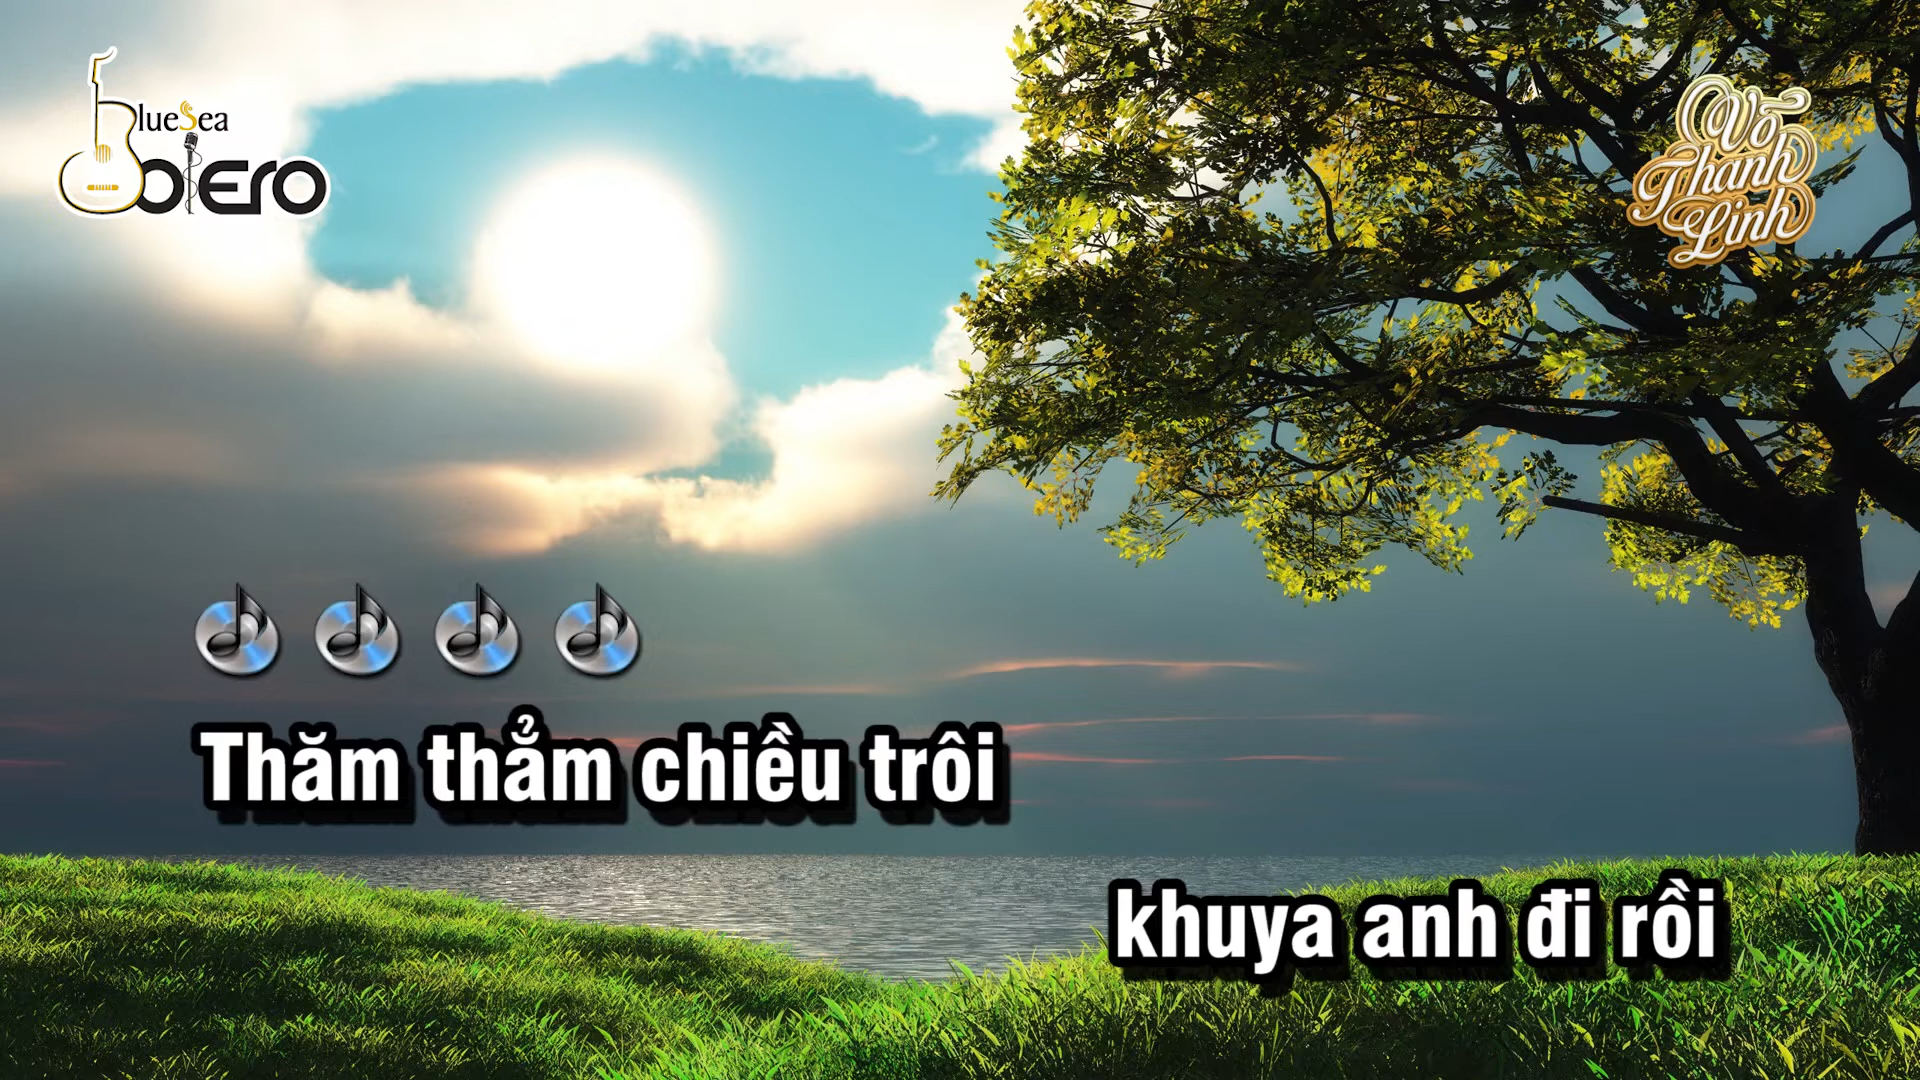 BlueSea
Bolero
Võ
Thanh
Linh
Thăm thẳm chiều trôi
khuya anh đi rồi